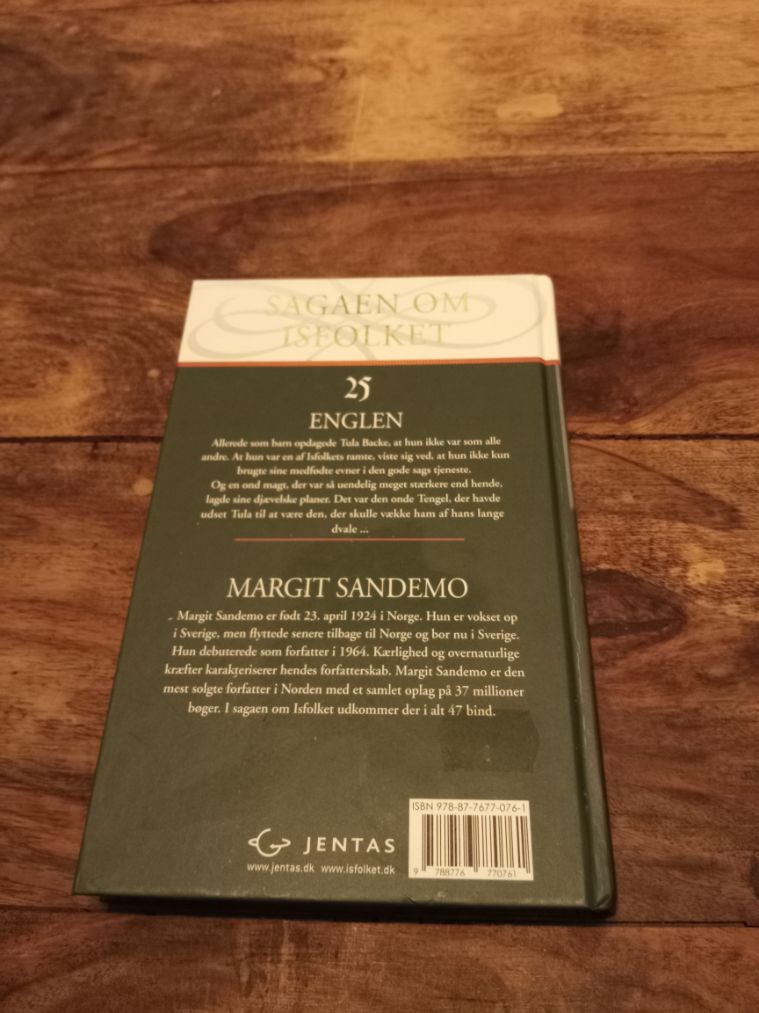 SAGAEN OM
ISFOLKET
25
ENGLEN
Allerede som barn opdagede Tula Backe, at hun ikke var som alle
andre. At hun var en af Isfolkets ramte, viste sig ved, at hun ikke kun
brugte sine medfødte evner i den gode sags tjeneste.
Og en ond magt, der var så uendelig meget stærkere end hende,
lagde sine djævelske planer. Det var den onde Tengel, der havde
udset Tula til at være den, der skulle vække ham af hans lange
dvale ...
MARGIT SANDEMO
Margit Sandemo er født 23. april 1924 i Norge. Hun er vokset op
i Sverige, men flyttede senere tilbage til Norge og bor nu i Sverige.
Hun debuterede som forfatter i 1964. Kærlighed og overnaturlige
kræfter karakteriserer hendes forfatterskab. Margit Sandemo er den
mest solgte forfatter i Norden med et samlet oplag på 37 millioner
bøger. I sagaen om Isfolket udkommer der i alt 47 bind.
ISBN 978-87-7677-076-1
JENTAS
www.jentas.dk www.isfolket.dk
9 788776 770761